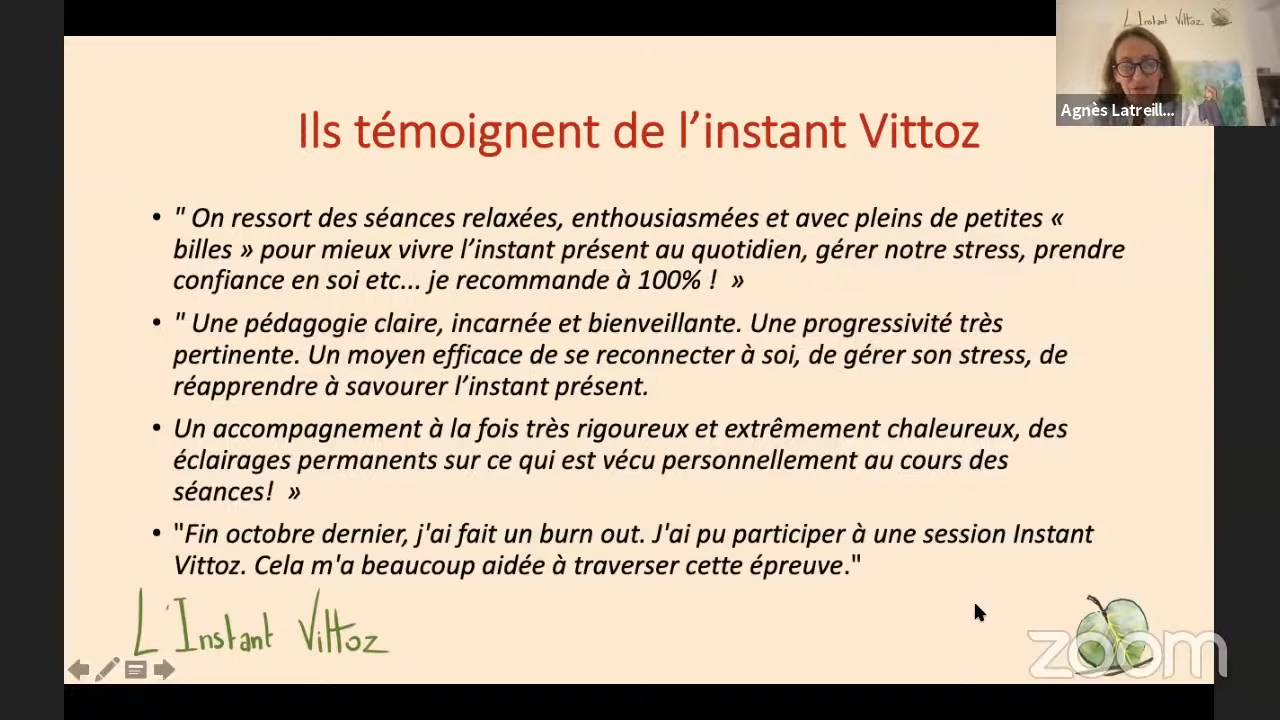 L'Instant Vittoz
Agnès Latreill...
Ils témoignent de l’instant Vittoz
• " On ressort des séances relaxées, enthousiasmées et avec pleins de petites «
billes » pour mieux vivre l’instant présent au quotidien, gérer notre stress, prendre
confiance en soi etc... je recommande à 100% ! »
• " Une pédagogie claire, incarnée et bienveillante. Une progressivité très
pertinente. Un moyen efficace de se reconnecter à soi, de gérer son stress, de
réapprendre à savourer l’instant présent.
• Un accompagnement à la fois très rigoureux et extrêmement chaleureux, des
éclairages permanents sur ce qui est vécu personnellement au cours des
séances! »
• "Fin octobre dernier, j'ai fait un burn out. J'ai pu participer à une session Instant
Vittoz. Cela m'a beaucoup aidée à traverser cette épreuve."
L'Instant Vittoz
zoom